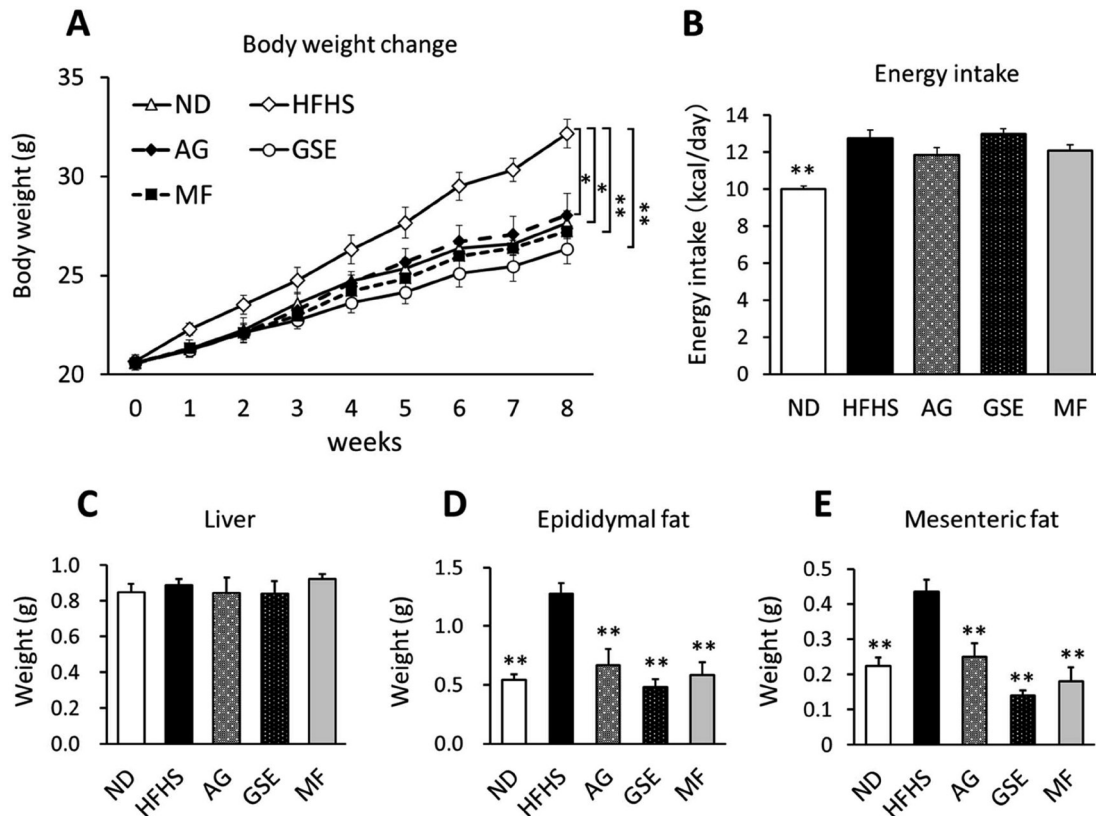 A
Body weight change
Body weight (g)
35
30
25
20
ND
HFHS
AG
GSE
MF
*
*
**
**
0 1 2 3 4 5 6 7 8
weeks
B
Energy intake
Energy intake (kcal/day)
14
12
10
8
6
4
2
0
**
ND HFHS AG GSE MF
C
Liver
Weight (g)
1.0
0.8
0.6
0.4
0.2
0.0
ND HFHS AG GSE MF
D
Epididymal fat
Weight (g)
1.5
1.0
0.5
0.0
** ** ** **
ND HFHS AG GSE MF
E
Mesenteric fat
Weight (g)
0.5
0.4
0.3
0.2
0.1
0
** ** ** **
ND HFHS AG GSE MF